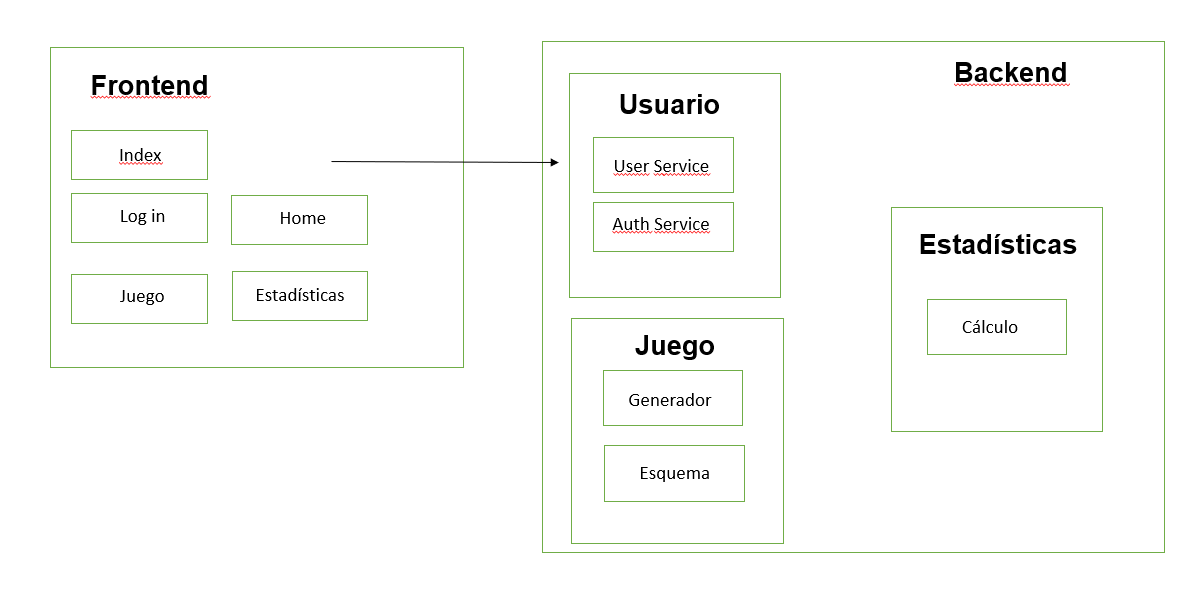 Frontend
Index
Log in
Home
Juego
Estadísticas
Backend
Usuario
User Service
Auth Service
Juego
Generador
Esquema
Estadísticas
Cálculo